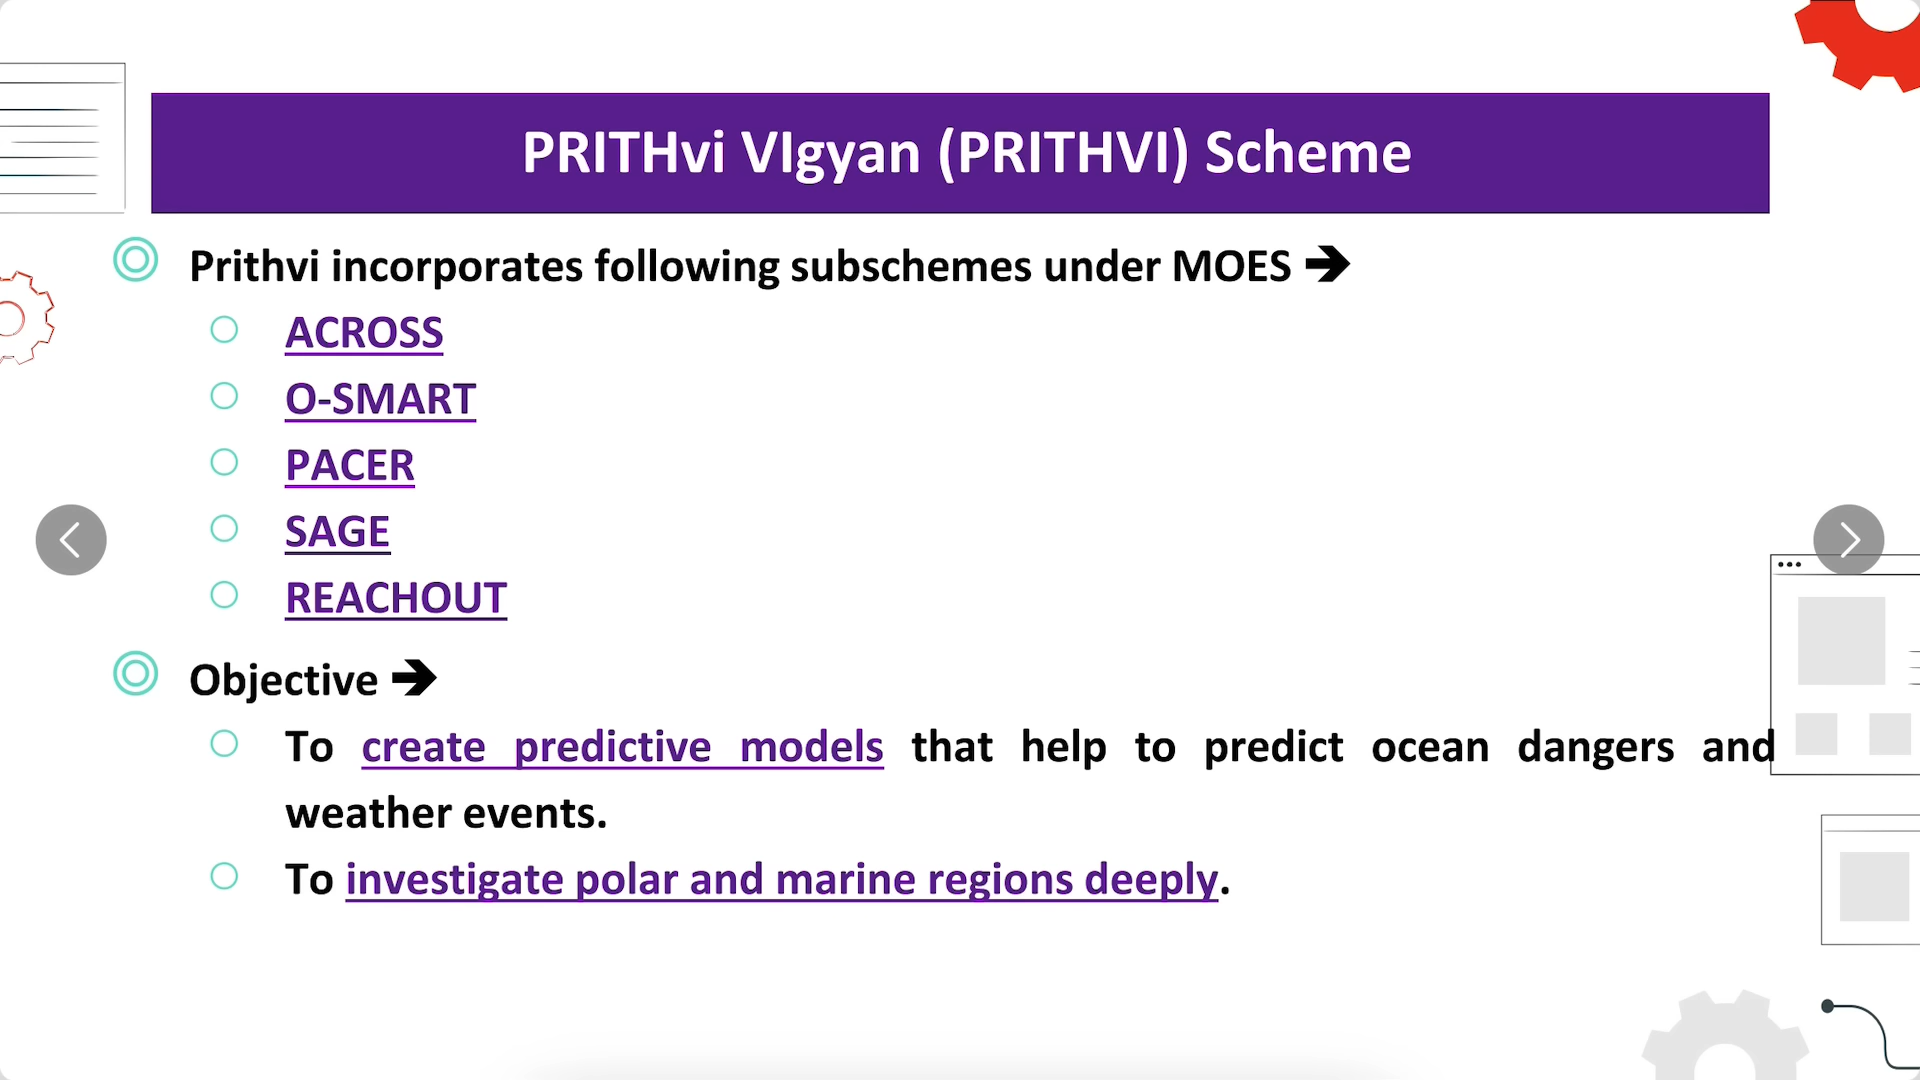 PRITHvi VIgyan (PRITHVI) Scheme
Prithvi incorporates following subschemes under MOES ➔
ACROSS
O-SMART
PACER
SAGE
REACHOUT
Objective ➔
To create predictive models that help to predict ocean dangers and
weather events.
To investigate polar and marine regions deeply.